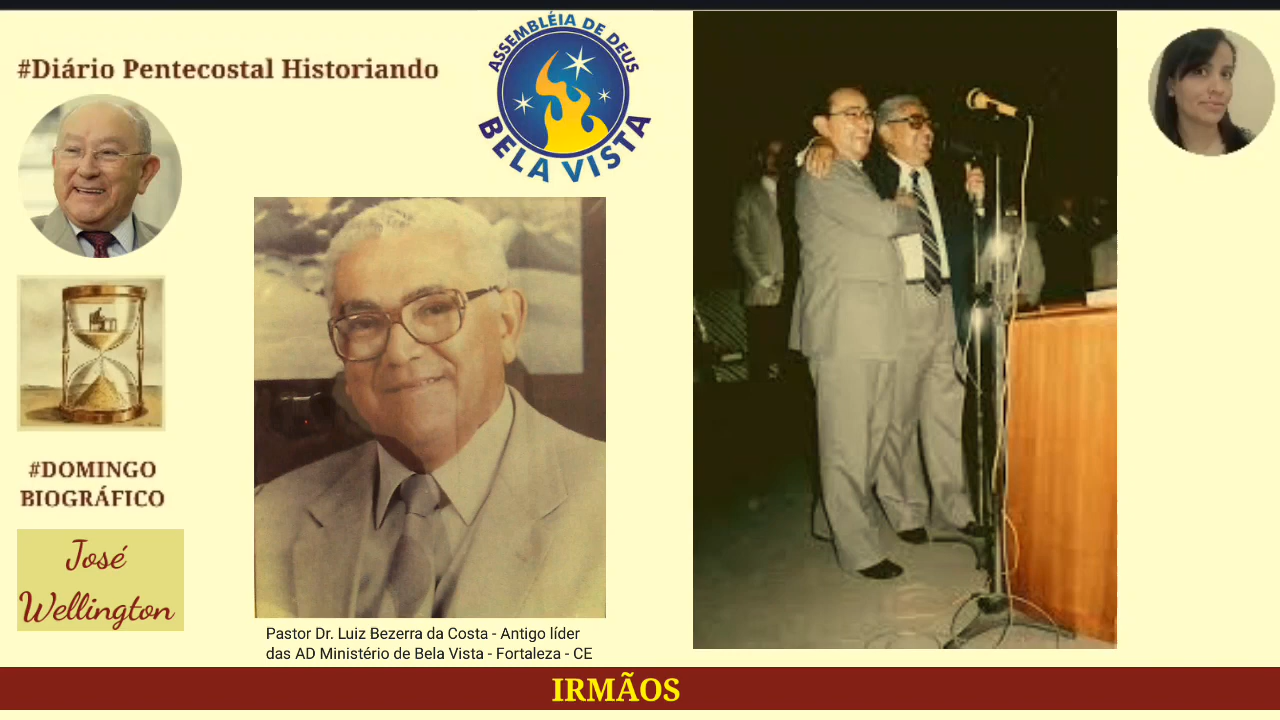 #Diário Pentecostal Historiando
ASSEMBLÉIA DE DEUS
BELA VISTA
#DOMINGO
BIOGRÁFICO
José
Wellington
Pastor Dr. Luiz Bezerra da Costa - Antigo líder
das AD Ministério de Bela Vista - Fortaleza - CE
IRMÃOS